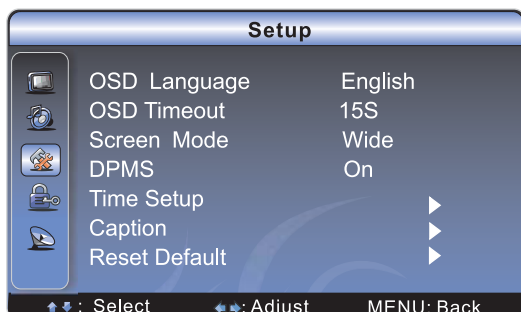 Setup
OSD Language English
OSD Timeout 15S
Screen Mode Wide
DPMS On
Time Setup
Caption
Reset Default
: Select : Adjust MENU: Back